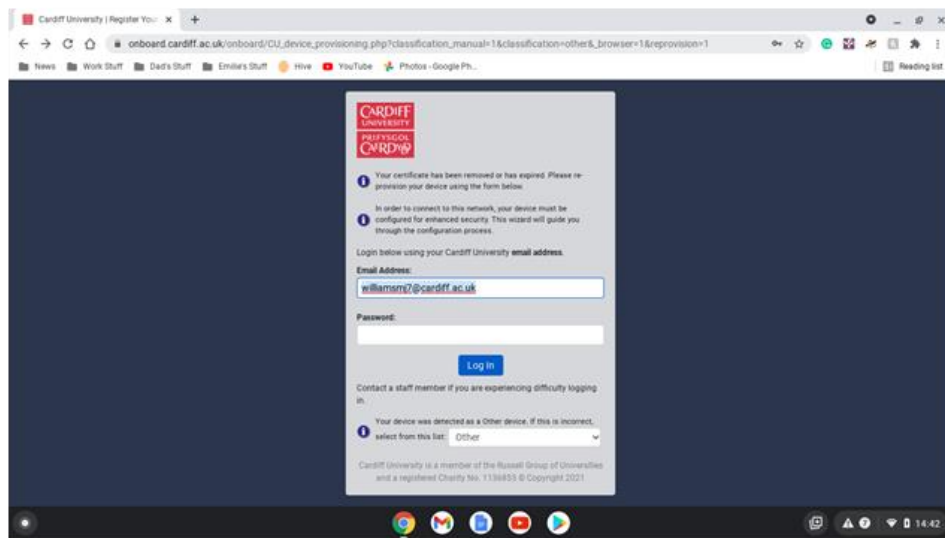 Cardiff University | Register Your
onboard.cardiff.ac.uk/onboard/CU_device_provisioning.php?classification_manual=1&classification=other&_browser=1&reprovision=1
News Work Stuff Dad's Stuff Emilie's Stuff Hive YouTube Photos - Google Ph... Reading list
CARDIFF
UNIVERSITY
PRIFYSGOL
CAERDYDD
Your certificate has been removed or has expired. Please re-
provision your device using the form below.
In order to connect to this network, your device must be
configured for enhanced security. This wizard will guide you
through the configuration process.
Login below using your Cardiff University email address.
Email Address:
williamsmj7@cardiff.ac.uk
Password:
Log In
Contact a staff member if you are experiencing difficulty logging
in.
Your device was detected as a Other device. If this is incorrect,
select from this list: Other
Cardiff University is a member of the Russell Group of Universities
and a registered Charity No. 1136855 © Copyright 2021
14:42